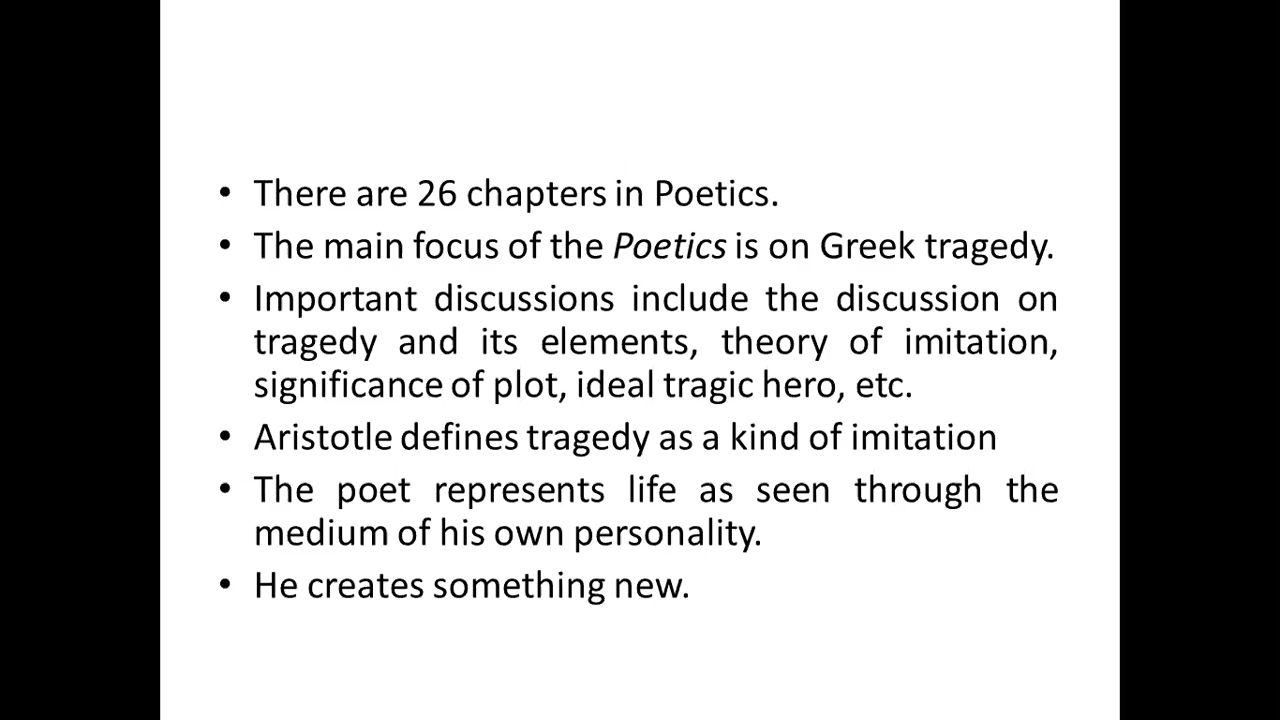 • There are 26 chapters in Poetics.
• The main focus of the Poetics is on Greek tragedy.
• Important discussions include the discussion on
tragedy and its elements, theory of imitation,
significance of plot, ideal tragic hero, etc.
• Aristotle defines tragedy as a kind of imitation
• The poet represents life as seen through the
medium of his own personality.
• He creates something new.